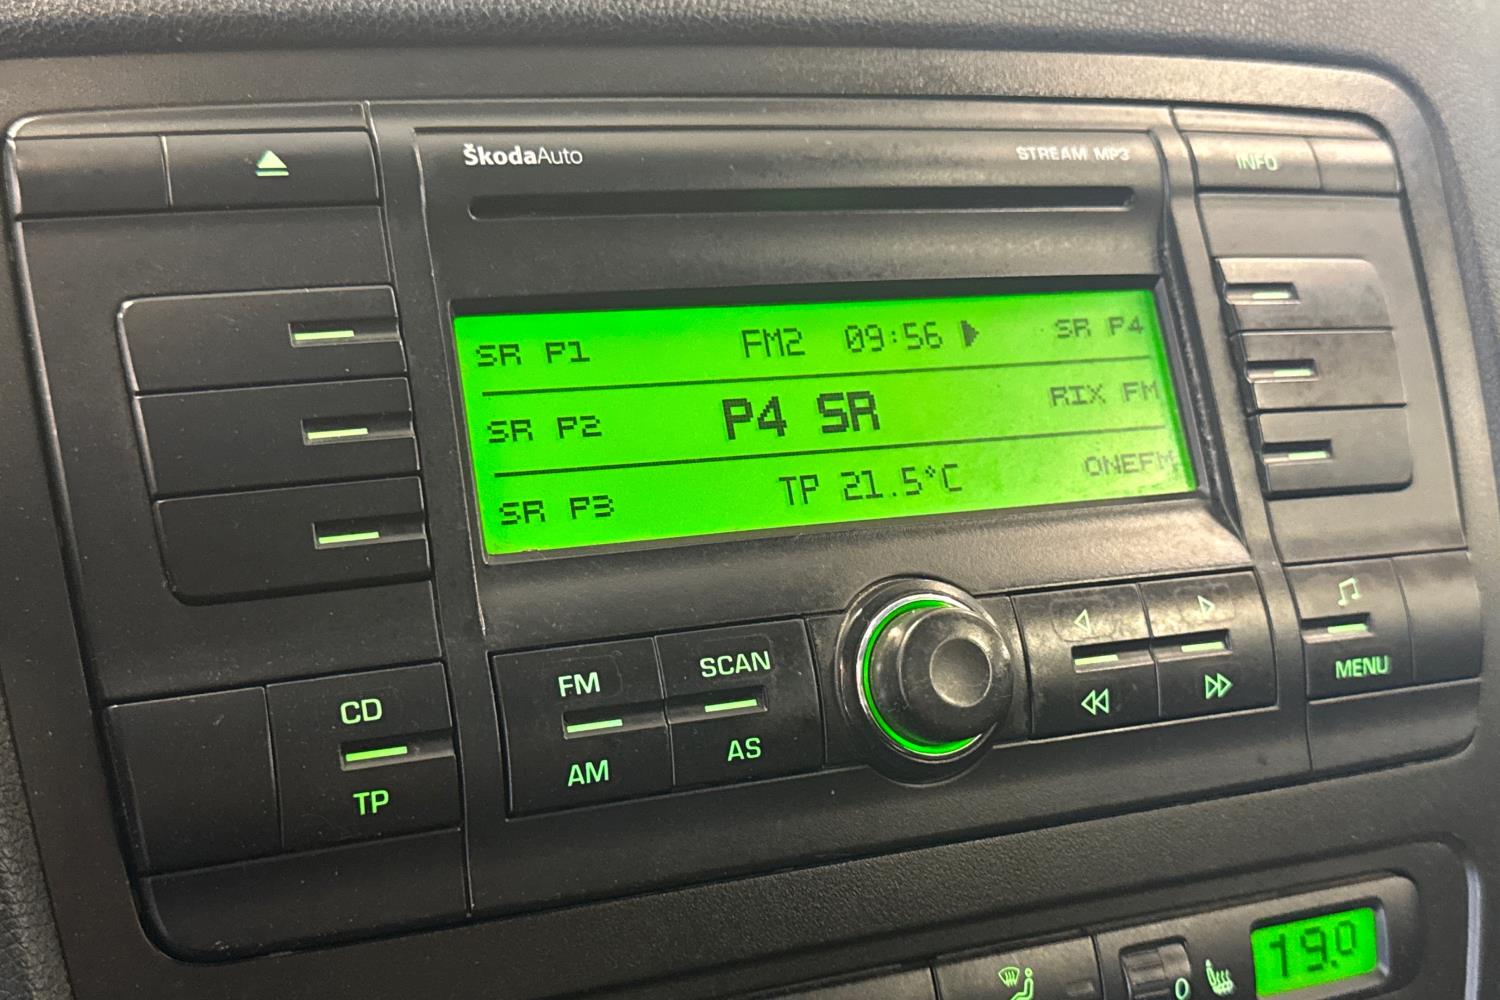 ŠkodaAuto STREAM MP3 INFO
SR P1 FM2 09:56 SR P4
SR P2 P4 SR RIX FM
SR P3 TP 21.5°C ONEFM
CD FM SCAN MENU
TP AM AS
0 19.0